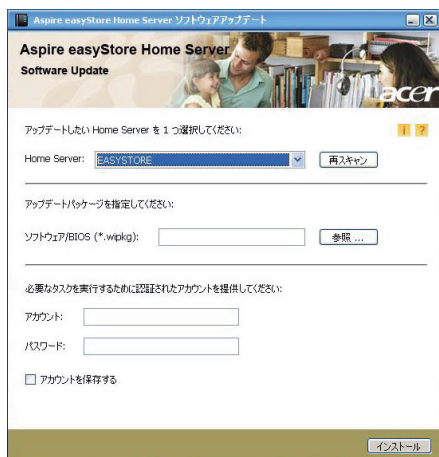 Aspire easyStore Home Server ソフトウェアアップデート
Aspire easyStore Home Server
Software Update
acer
アップデートしたい Home Server を 1 つ選択してください:
i ?
Home Server: EASYSTORE 再スキャン
アップデートパッケージを指定してください:
ソフトウェア/BIOS (*.wipkg): 参照 ...
必要なタスクを実行するために認証されたアカウントを提供してください:
アカウント:
パスワード:
アカウントを保存する
インストール